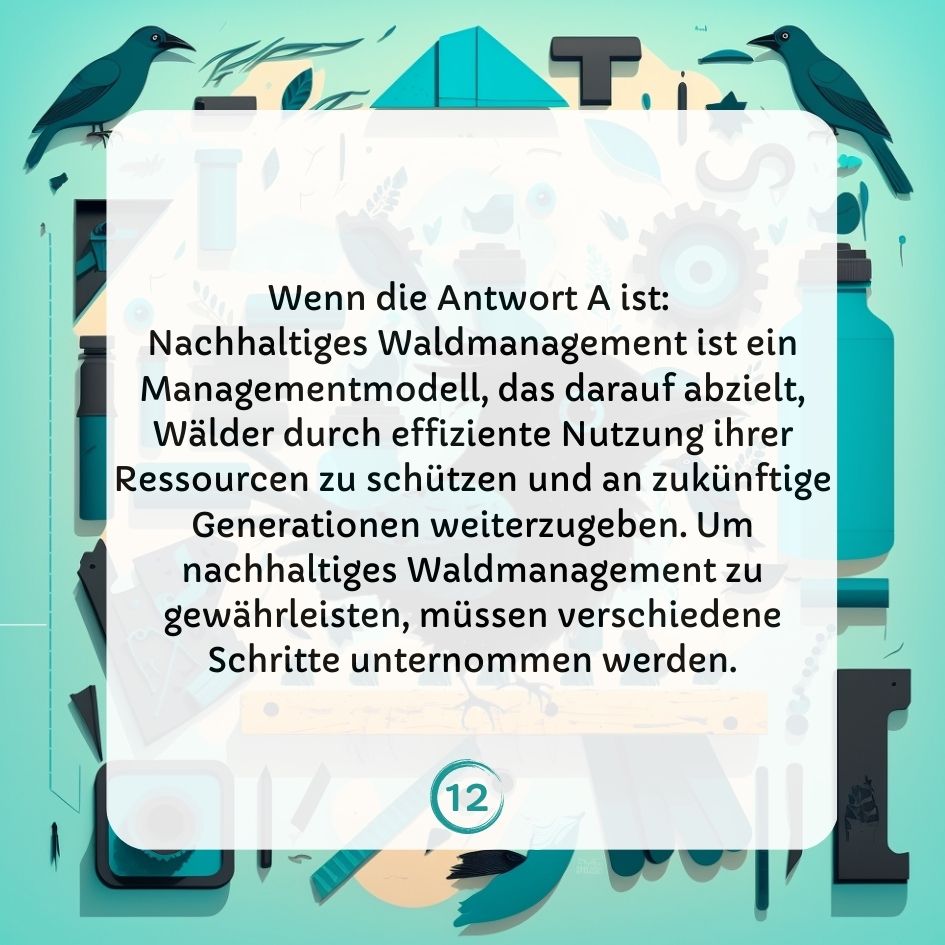 Wenn die Antwort A ist:
Nachhaltiges Waldmanagement ist ein
Managementmodell, das darauf abzielt,
Wälder durch effiziente Nutzung ihrer
Ressourcen zu schützen und an zukünftige
Generationen weiterzugeben. Um
nachhaltiges Waldmanagement zu
gewährleisten, müssen verschiedene
Schritte unternommen werden.
12